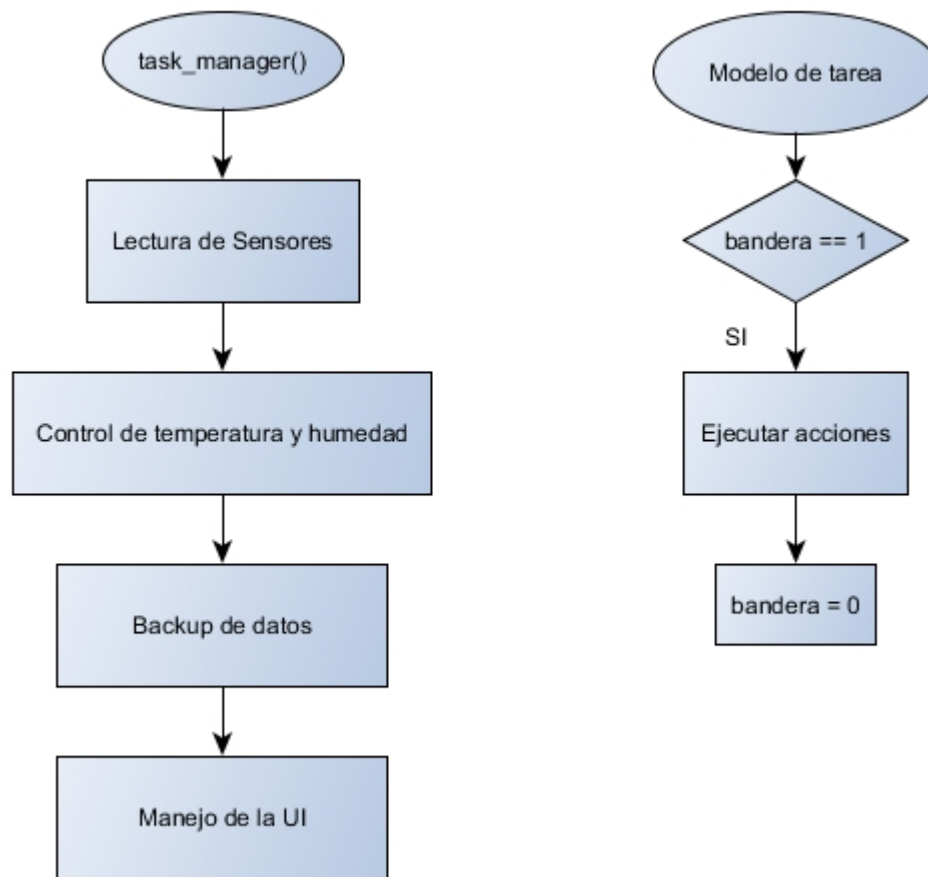 task_manager()
Lectura de Sensores
Control de temperatura y humedad
Backup de datos
Manejo de la UI
Modelo de tarea
bandera == 1
SI
Ejecutar acciones
bandera = 0